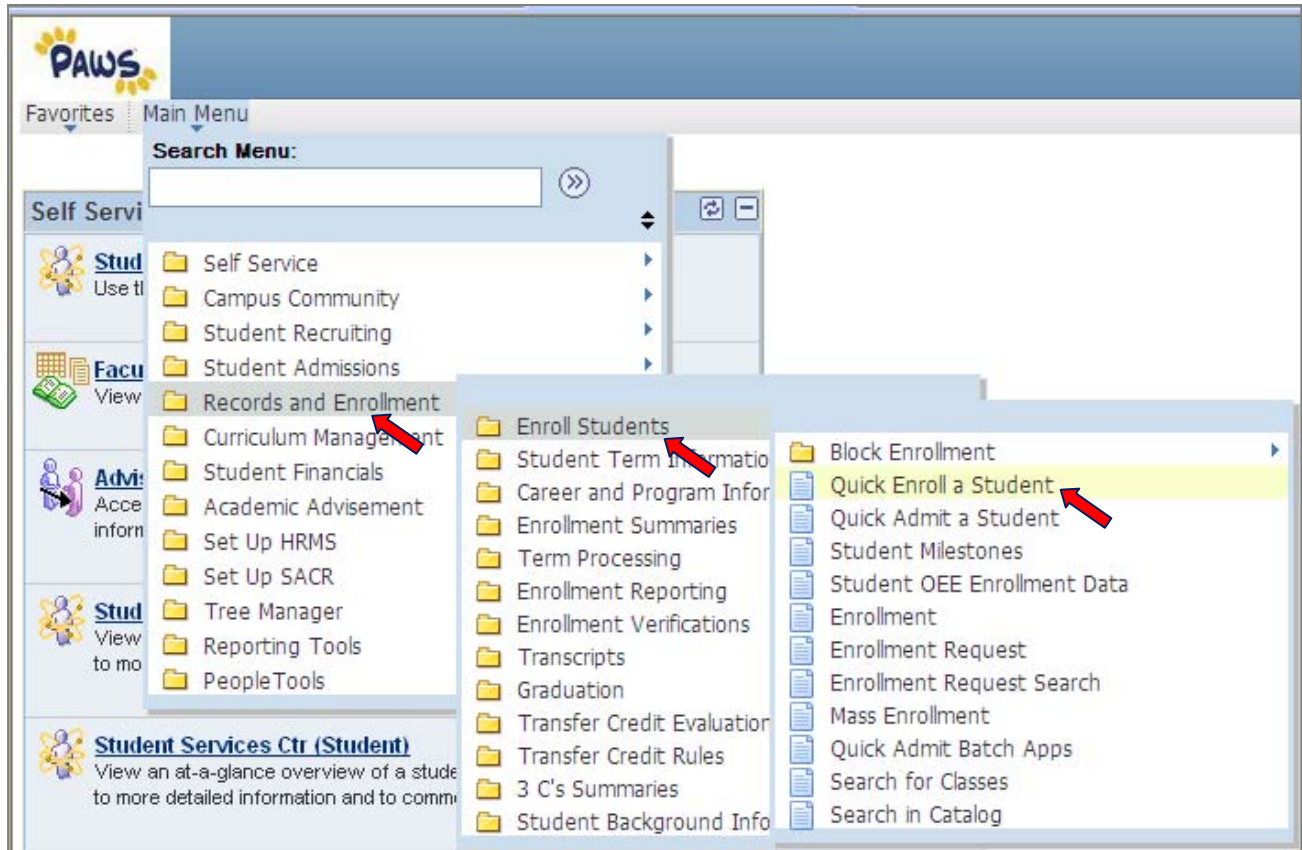 PAWS
Favorites
Main Menu
Search Menu:
Self Servi
Stud
Use t
Facu
View
Advi
Acce
inforn
Stud
View
to mo
Student Services Ctr (Student)
View an at-a-glance overview of a stude
to more detailed information and to comm
Self Service
Campus Community
Student Recruiting
Student Admissions
Records and Enrollment
Curriculum Management
Student Financials
Academic Advisement
Set Up HRMS
Set Up SACR
Tree Manager
Reporting Tools
PeopleTools
Enroll Students
Student Term Informatio
Career and Program Infor
Enrollment Summaries
Term Processing
Enrollment Reporting
Enrollment Verifications
Transcripts
Graduation
Transfer Credit Evaluation
Transfer Credit Rules
3 C's Summaries
Student Background Info
Block Enrollment
Quick Enroll a Student
Quick Admit a Student
Student Milestones
Student OEE Enrollment Data
Enrollment
Enrollment Request
Enrollment Request Search
Mass Enrollment
Quick Admit Batch Apps
Search for Classes
Search in Catalog